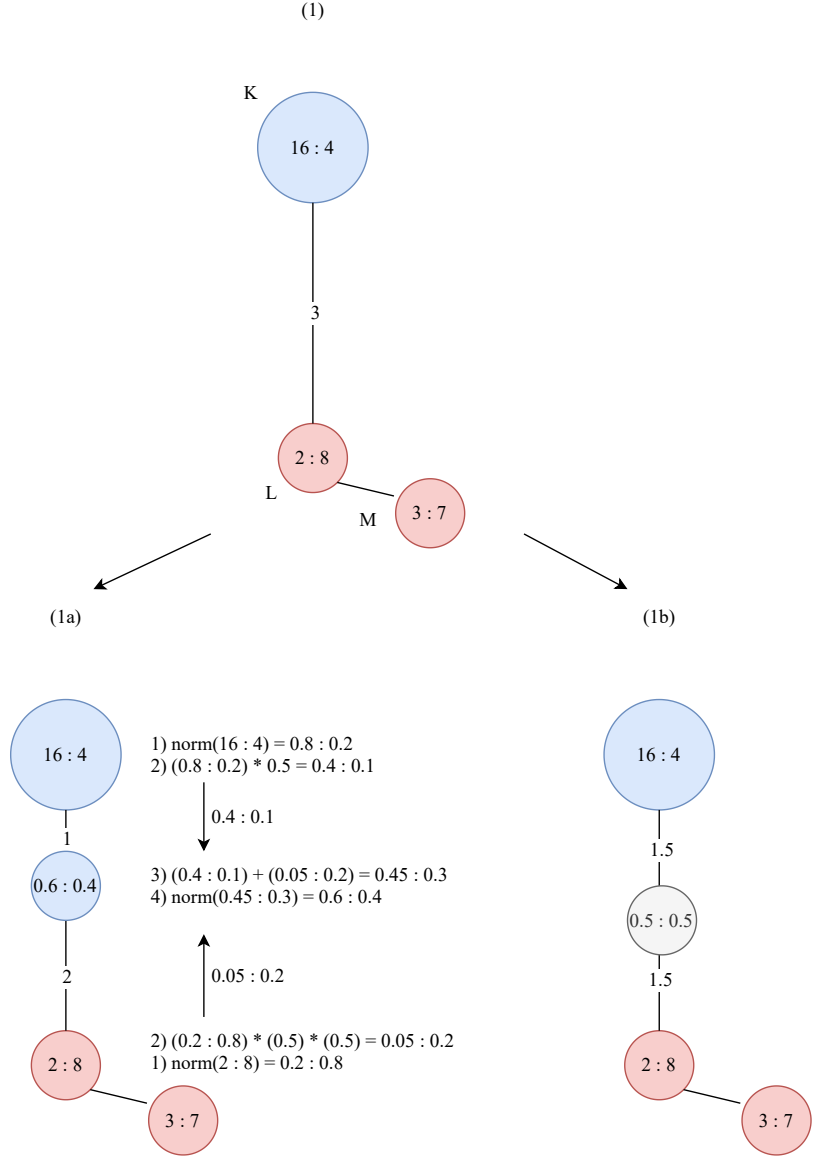 (1)
K
16 : 4
3
2 : 8
L
M
3 : 7
(1a)
(1b)
16 : 4
1) norm(16 : 4) = 0.8 : 0.2
2) (0.8 : 0.2) * 0.5 = 0.4 : 0.1
0.4 : 0.1
1
0.6 : 0.4
3) (0.4 : 0.1) + (0.05 : 0.2) = 0.45 : 0.3
4) norm(0.45 : 0.3) = 0.6 : 0.4
2
0.05 : 0.2
2) (0.2 : 0.8) * (0.5) * (0.5) = 0.05 : 0.2
1) norm(2 : 8) = 0.2 : 0.8
2 : 8
3 : 7
16 : 4
1.5
0.5 : 0.5
1.5
2 : 8
3 : 7